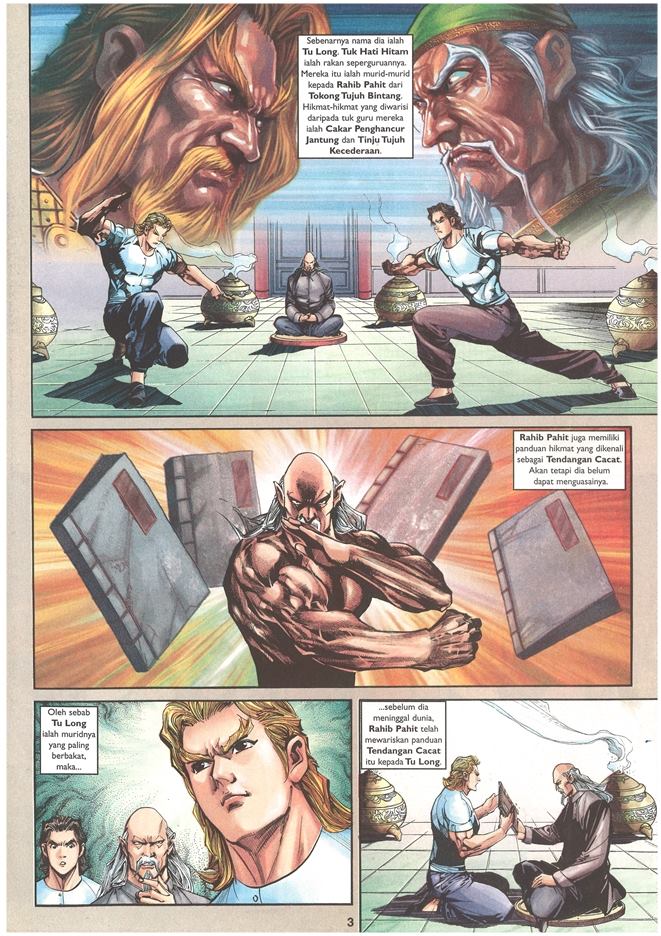 Sebenarnya nama dia ialah
Tu Long. Tuk Hati Hitam
ialah rakan seperguruannya.
Mereka itu ialah murid-murid
kepada Rahib Pahit dari
Tokong Tujuh Bintang.
Hikmat-hikmat yang diwarisi
daripada tuk guru mereka
ialah Cakar Penghancur
Jantung dan Tinju Tujuh
Kecederaan.
Rahib Pahit juga memiliki
panduan hikmat yang dikenali
sebagai Tendangan Cacat.
Akan tetapi dia belum
dapat menguasainya.
Oleh sebab
Tu Long
ialah muridnya
yang paling
berbakat,
maka...
...sebelum dia
meninggal dunia,
Rahib Pahit telah
mewariskan panduan
Tendangan Cacat
itu kepada Tu Long.
3